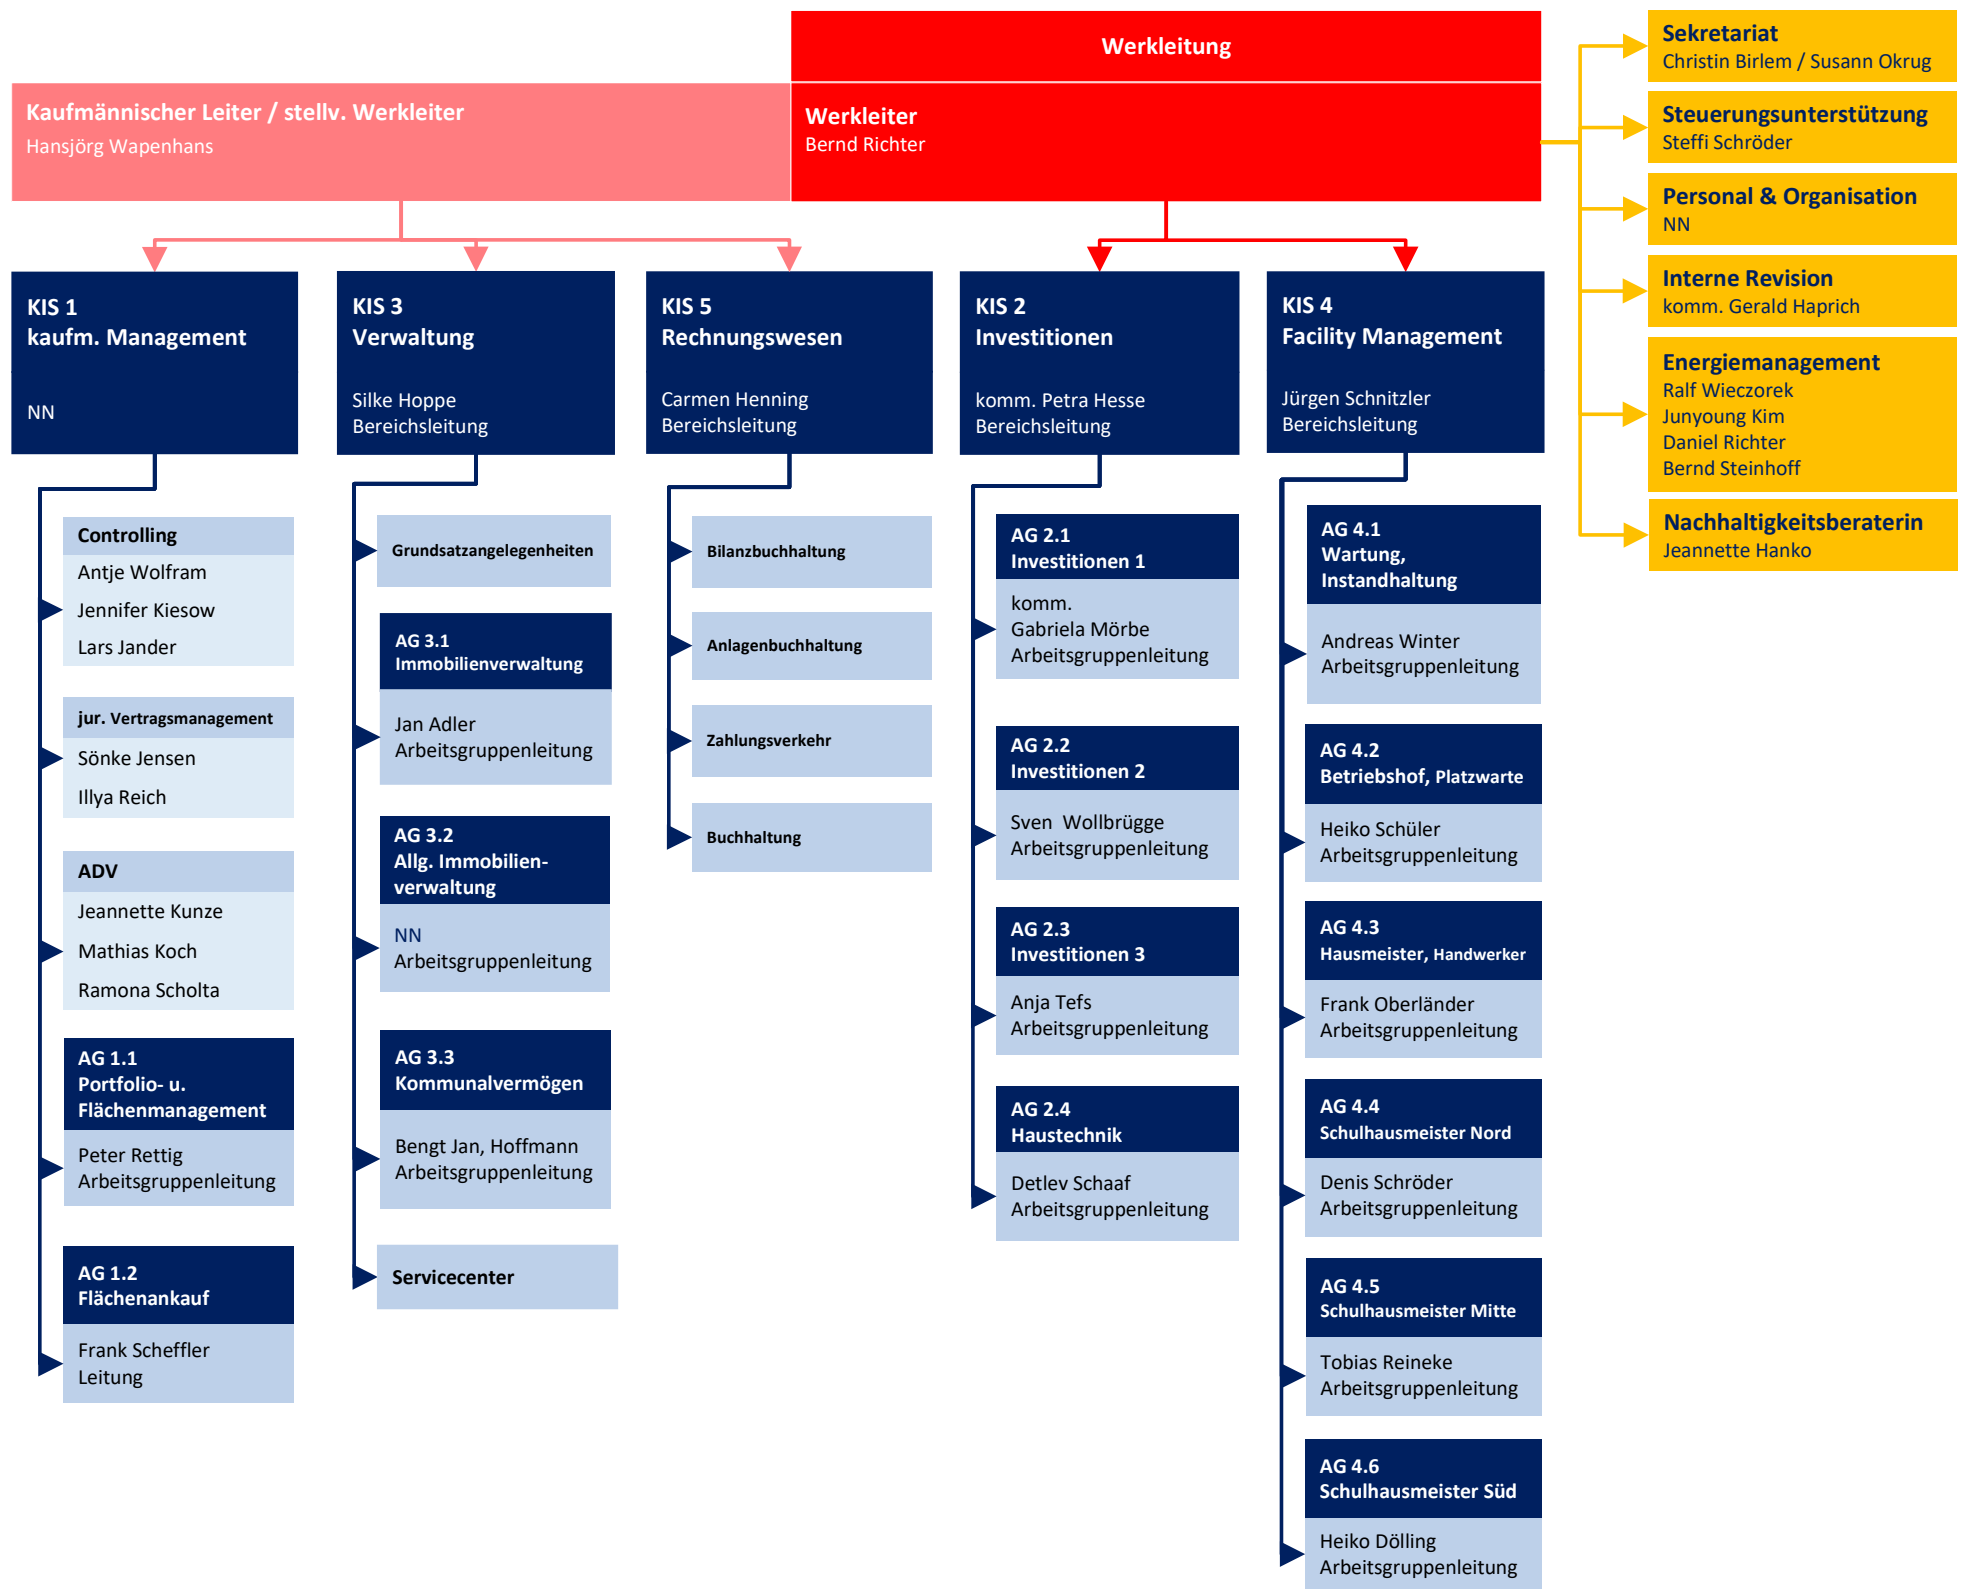 Werkleitung
Kaufmännischer Leiter / stellv. Werkleiter
Hansjörg Wapenhans
Werkleiter
Bernd Richter
Sekretariat
Christin Birlem / Susann Okrug
Steuerungsunterstützung
Steffi Schröder
Personal & Organisation
NN
Interne Revision
komm. Gerald Haprich
Energiemanagement
Ralf Wieczorek
Junyoung Kim
Daniel Richter
Bernd Steinhoff
Nachhaltigkeitsberaterin
Jeannette Hanko
KIS 1
kaufm. Management
NN
Controlling
Antje Wolfram
Jennifer Kiesow
Lars Jander
jur. Vertragsmanagement
Sönke Jensen
Illya Reich
ADV
Jeannette Kunze
Mathias Koch
Ramona Scholta
AG 1.1
Portfolio- u.
Flächenmanagement
Peter Rettig
Arbeitsgruppenleitung
AG 1.2
Flächenankauf
Frank Scheffler
Leitung
KIS 3
Verwaltung
Silke Hoppe
Bereichsleitung
Grundsatzangelegenheiten
AG 3.1
Immobilienverwaltung
Jan Adler
Arbeitsgruppenleitung
AG 3.2
Allg. Immobilien-
verwaltung
NN
Arbeitsgruppenleitung
AG 3.3
Kommunalvermögen
Bengt Jan, Hoffmann
Arbeitsgruppenleitung
Servicecenter
KIS 5
Rechnungswesen
Carmen Henning
Bereichsleitung
Bilanzbuchhaltung
Anlagenbuchhaltung
Zahlungsverkehr
Buchhaltung
KIS 2
Investitionen
komm. Petra Hesse
Bereichsleitung
AG 2.1
Investitionen 1
komm.
Gabriela Mörbe
Arbeitsgruppenleitung
AG 2.2
Investitionen 2
Sven Wollbrügge
Arbeitsgruppenleitung
AG 2.3
Investitionen 3
Anja Tefs
Arbeitsgruppenleitung
AG 2.4
Haustechnik
Detlev Schaaf
Arbeitsgruppenleitung
KIS 4
Facility Management
Jürgen Schnitzler
Bereichsleitung
AG 4.1
Wartung,
Instandhaltung
Andreas Winter
Arbeitsgruppenleitung
AG 4.2
Betriebshof, Platzwarte
Heiko Schüler
Arbeitsgruppenleitung
AG 4.3
Hausmeister, Handwerker
Frank Oberländer
Arbeitsgruppenleitung
AG 4.4
Schulhausmeister Nord
Denis Schröder
Arbeitsgruppenleitung
AG 4.5
Schulhausmeister Mitte
Tobias Reineke
Arbeitsgruppenleitung
AG 4.6
Schulhausmeister Süd
Heiko Dölling
Arbeitsgruppenleitung